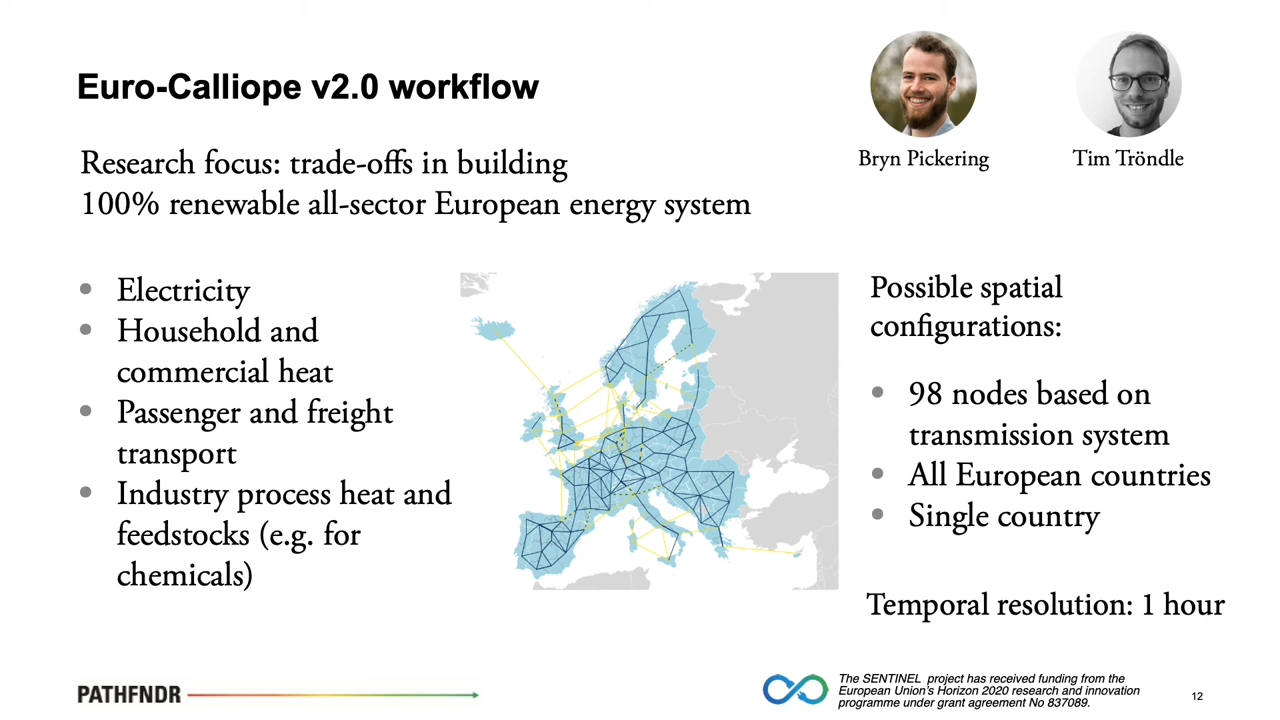 Euro-Calliope v2.0 workflow
Bryn Pickering
Tim Tröndle
Research focus: trade-offs in building
100% renewable all-sector European energy system
Electricity
Household and
commercial heat
Passenger and freight
transport
Industry process heat and
feedstocks (e.g. for
chemicals)
Possible spatial
configurations:
98 nodes based on
transmission system
All European countries
Single country
Temporal resolution: 1 hour
PATHFNDR
The SENTINEL project has received funding from the
European Union's Horizon 2020 research and innovation
programme under grant agreement No 837089.
12